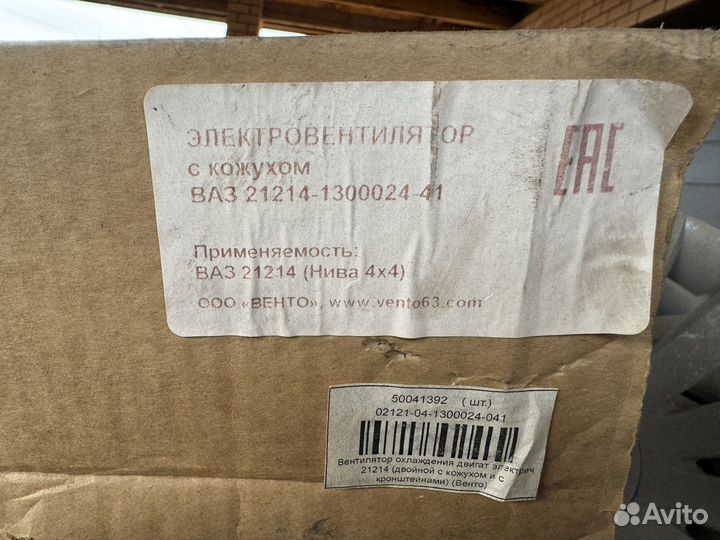 ЭЛЕКТРОВЕНТИЛЯТОР
с кожухом
ВАЗ 21214-1300024-41
EAC
Применяемость:
ВАЗ 21214 (Нива 4х4)
ООО «ВЕНТО», www.vento63.com
50041392 ( шт.)
02121-04-1300024-041
Вентилятор охлаждения двигат электрич
21214 (двойной с кожухом и с
кронштейнами) (Венто)
Avito